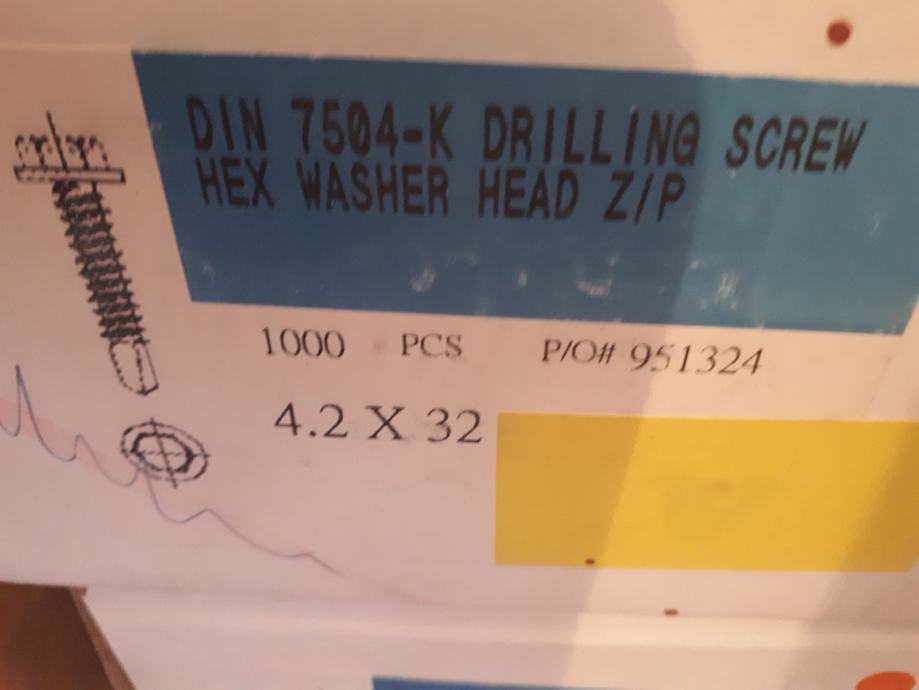 DIN 7504-K DRILLING SCREW
HEX WASHER HEAD Z/P
1000 PCS P/O# 951324
4.2 X 32